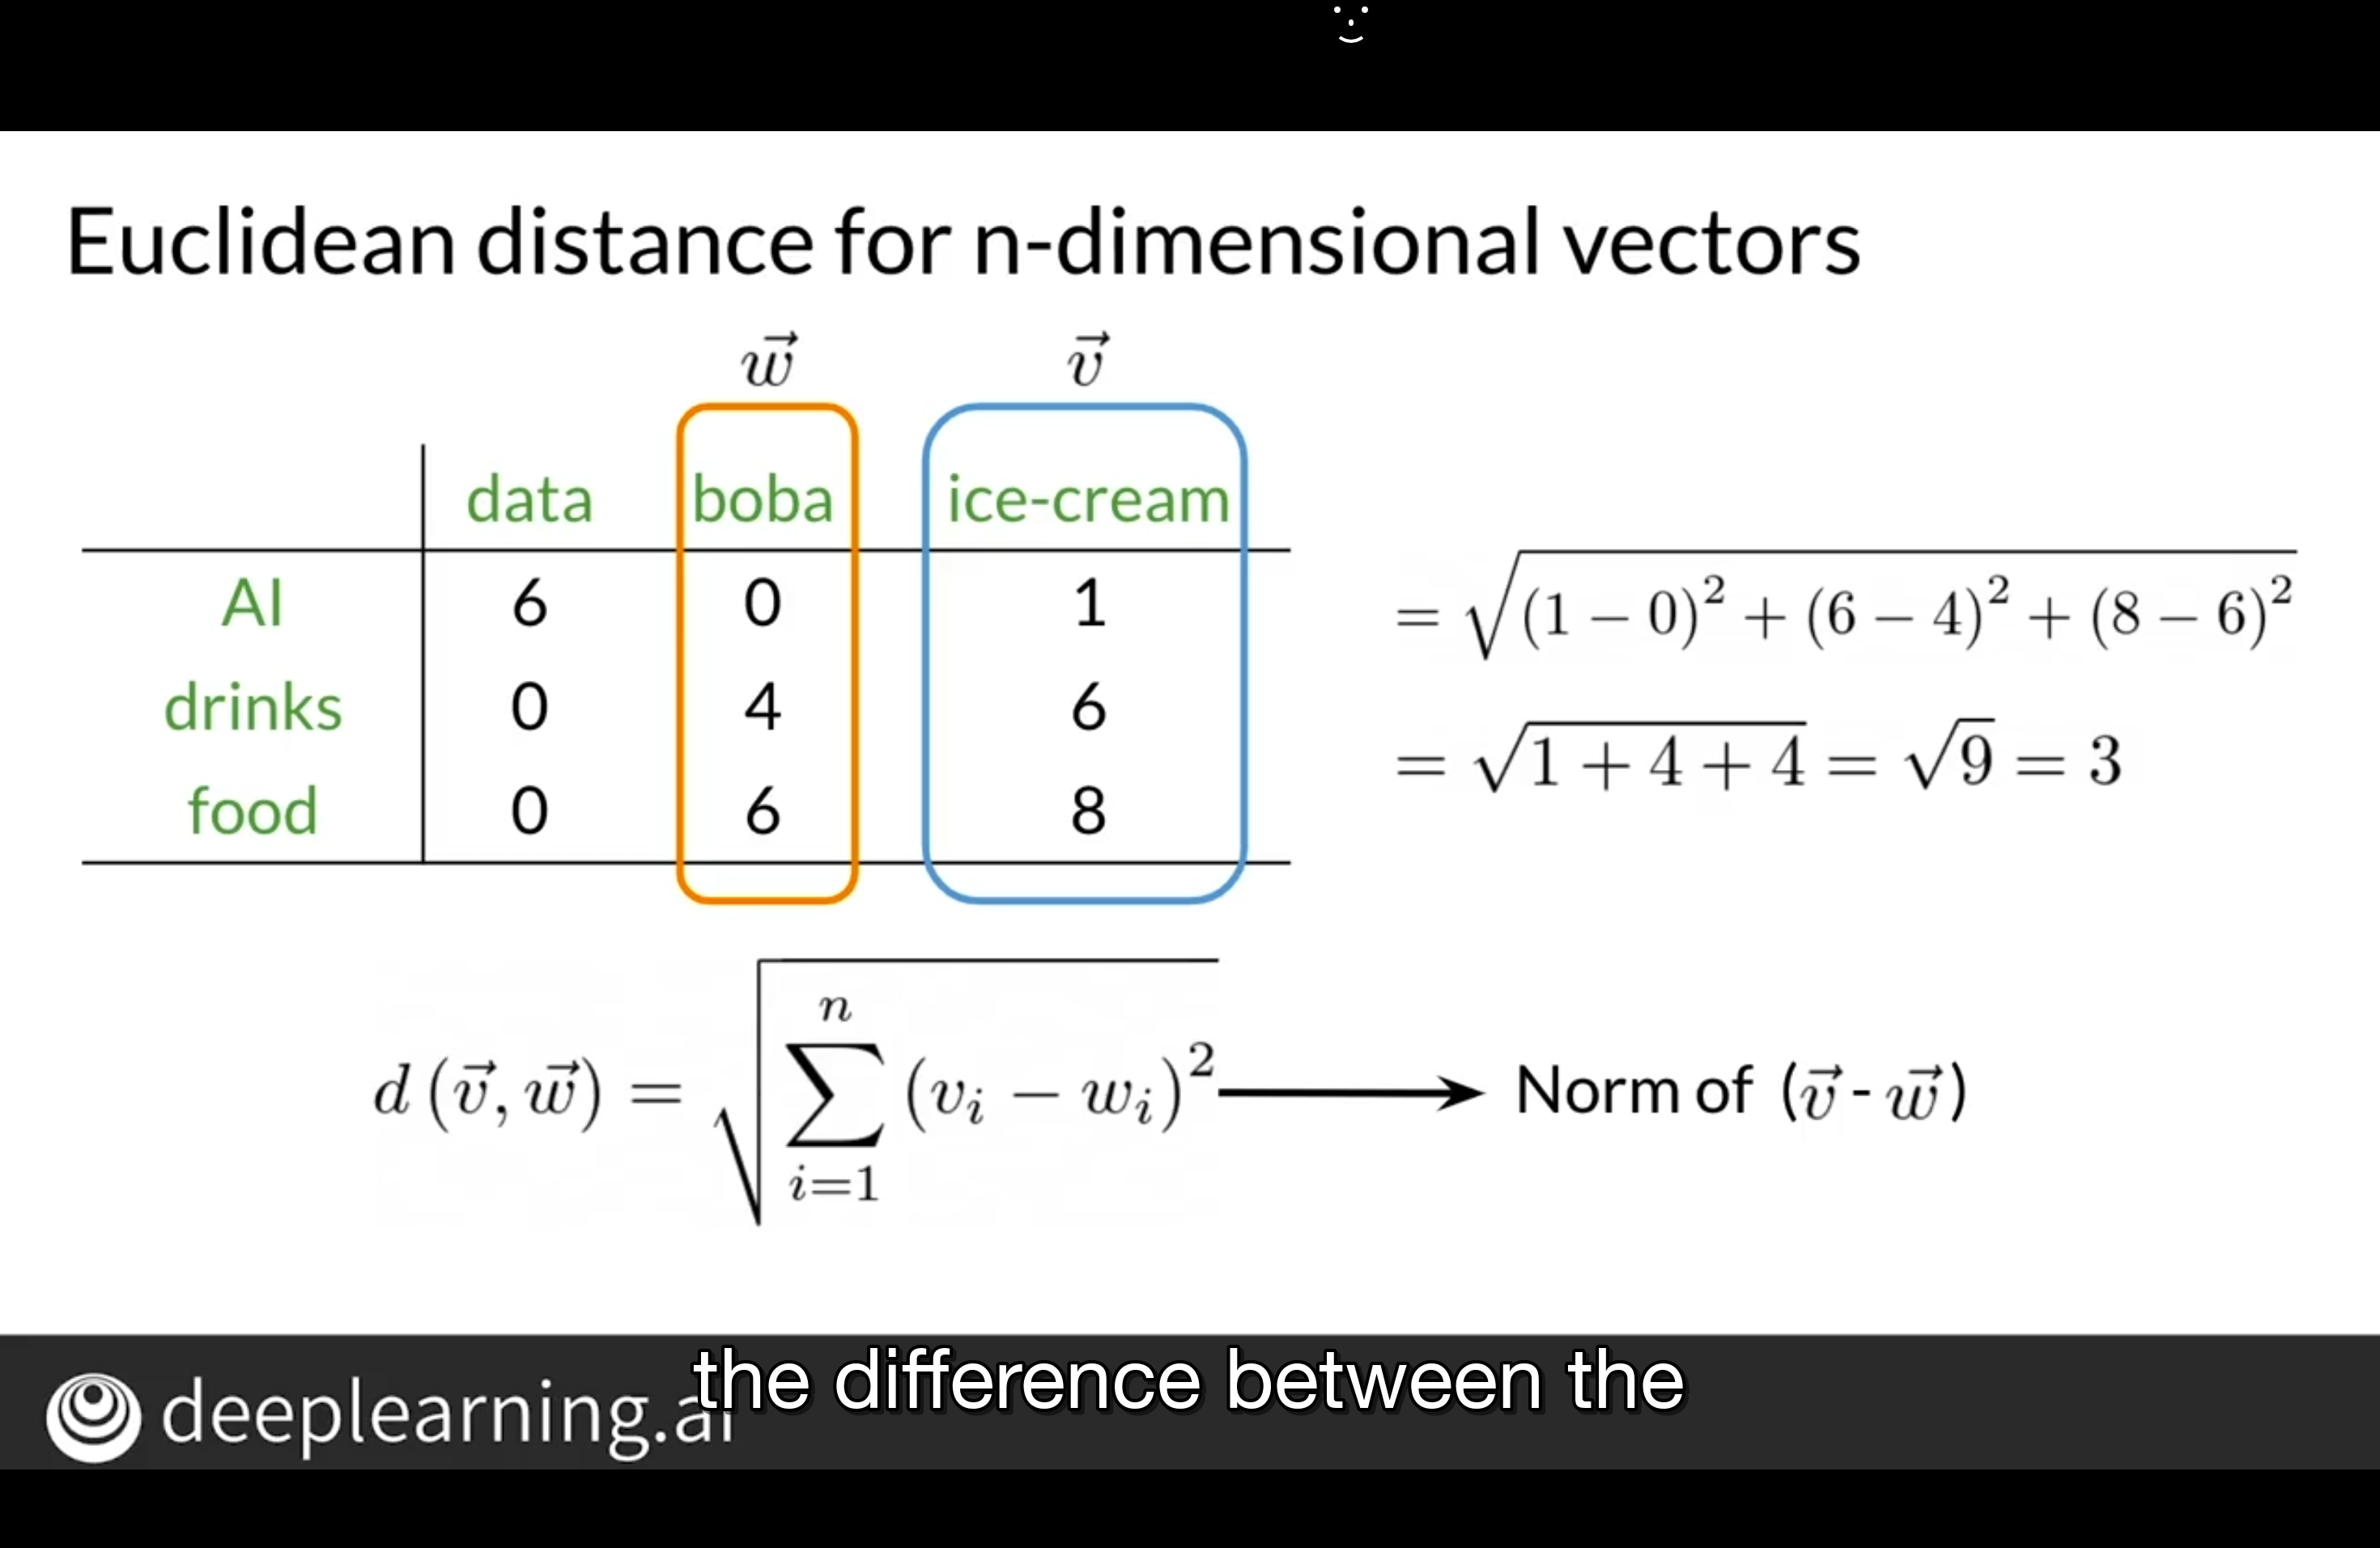 Euclidean distance for n-dimensional vectors
w⃗ v⃗
data boba ice-cream
AI 6 0 1
drinks 0 4 6
food 0 6 8
= √((1 − 0)² + (6 − 4)² + (8 − 6)²)
= √(1 + 4 + 4) = √9 = 3
d (v⃗, w⃗) = √(∑ᵢ₌₁ⁿ (vᵢ − wᵢ)²) → Norm of (v⃗ - w⃗)
the difference between the
deeplearning.ai